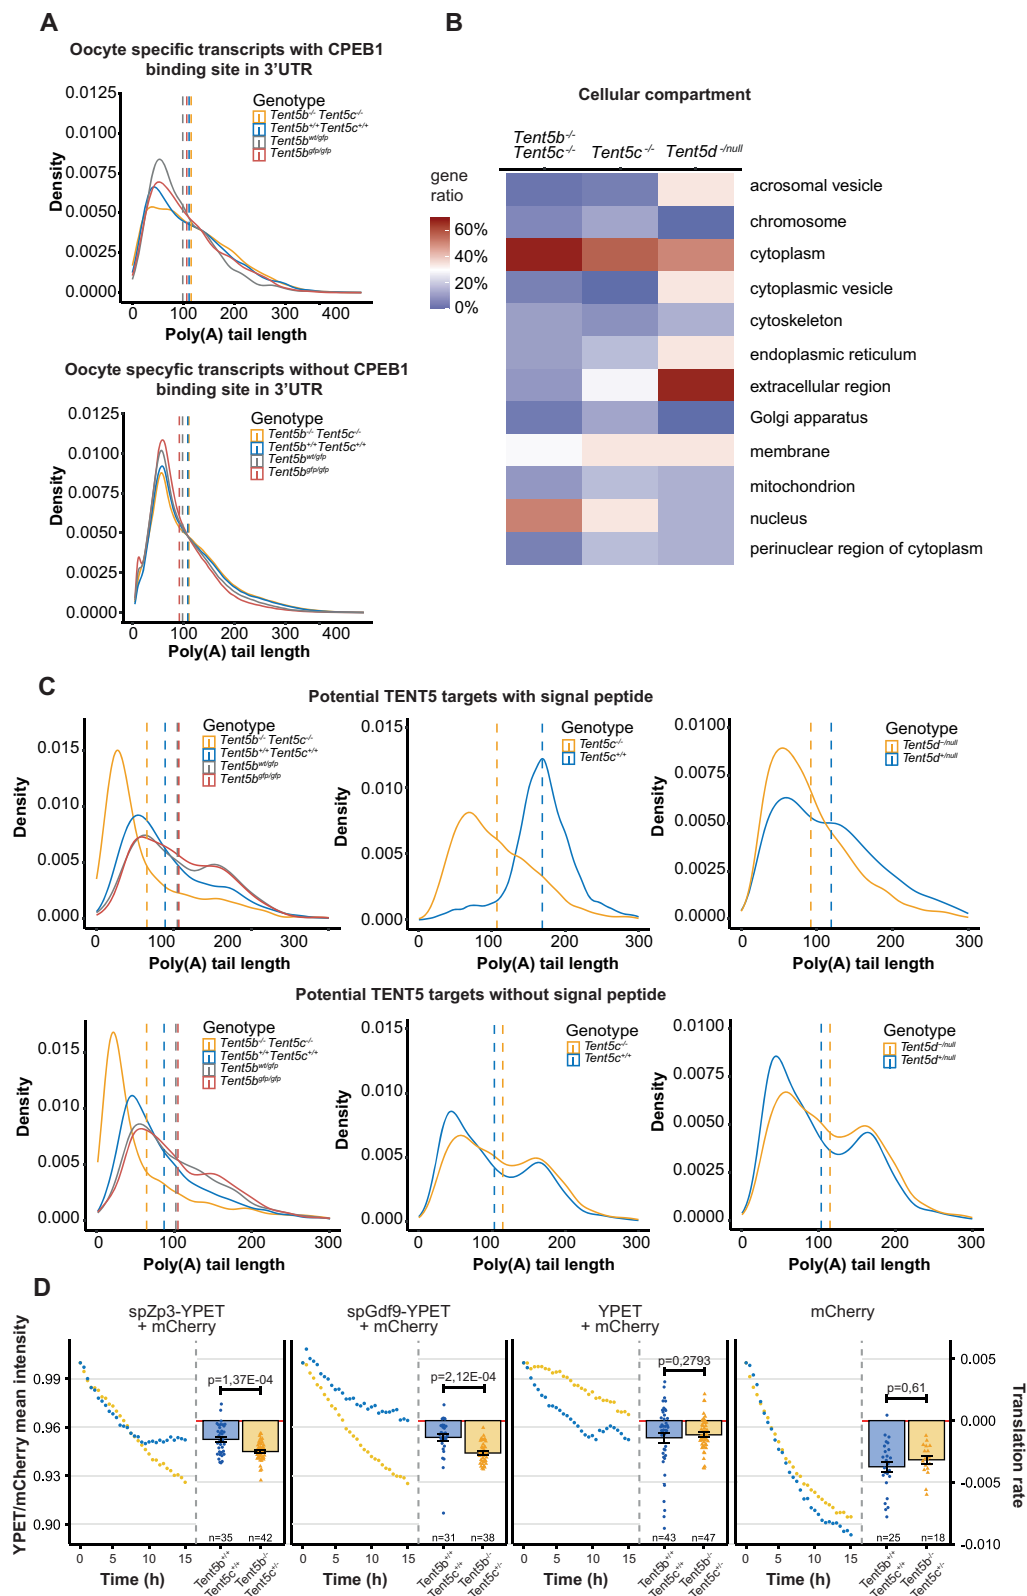 A
Oocyte specific transcripts with CPEB1
binding site in 3'UTR
Density
0.0125
0.0100
0.0075
0.0050
0.0025
0.0000
Genotype
Tent5b-/- Tent5c-/-
Tent5b+/+Tent5c+/+
Tent5bwt/gfp
Tent5bgfp/gfp
0 100 200 300 400
Poly(A) tail length
Oocyte specyfic transcripts without CPEB1
binding site in 3'UTR
Density
0.0125
0.0100
0.0075
0.0050
0.0025
0.0000
Genotype
Tent5b-/- Tent5c-/-
Tent5b+/+Tent5c+/+
Tent5bwt/gfp
Tent5bgfp/gfp
0 100 200 300 400
Poly(A) tail length
B
Cellular compartment
Tent5b-/-
Tent5c-/-
Tent5c-/-
Tent5d-/null
gene
ratio
60%
40%
20%
0%
acrosomal vesicle
chromosome
cytoplasm
cytoplasmic vesicle
cytoskeleton
endoplasmic reticulum
extracellular region
Golgi apparatus
membrane
mitochondrion
nucleus
perinuclear region of cytoplasm
C
Potential TENT5 targets with signal peptide
Density
0.015
0.010
0.005
0.000
Genotype
Tent5b-/- Tent5c-/-
Tent5b+/+Tent5c+/+
Tent5bwt/gfp
Tent5bgfp/gfp
0 100 200 300
Poly(A) tail length
Density
0.015
0.010
0.005
0.000
Genotype
Tent5c-/-
Tent5c+/+
0 100 200 300
Poly(A) tail length
Density
0.0100
0.0075
0.0050
0.0025
0.0000
Genotype
Tent5d-/null
Tent5d+/null
0 100 200 300
Poly(A) tail length
Potential TENT5 targets without signal peptide
Density
0.015
0.010
0.005
0.000
Genotype
Tent5b-/- Tent5c-/-
Tent5b+/+Tent5c+/+
Tent5bwt/gfp
Tent5bgfp/gfp
0 100 200 300
Poly(A) tail length
Density
0.015
0.010
0.005
0.000
Genotype
Tent5c-/-
Tent5c+/+
0 100 200 300
Poly(A) tail length
Density
0.0100
0.0075
0.0050
0.0025
0.0000
Genotype
Tent5d-/null
Tent5d+/null
0 100 200 300
Poly(A) tail length
D
YPET/mCherry mean intensity
0.99
0.96
0.93
0.90
spZp3-YPET
+ mCherry
p=1,37E-04
n=35 n=42
0 5 10 15
Time (h)
Tent5b+/+
Tent5c+/+
Tent5b-/-
Tent5c+/-
spGdf9-YPET
+ mCherry
p=2,12E-04
n=31 n=38
0 5 10 15
Time (h)
Tent5b+/+
Tent5c+/+
Tent5b-/-
Tent5c+/-
YPET
+ mCherry
p=0,2793
n=43 n=47
0 5 10 15
Time (h)
Tent5b+/+
Tent5c+/+
Tent5b-/-
Tent5c+/-
mCherry
p=0,61
n=25 n=18
0 5 10 15
Time (h)
Tent5b+/+
Tent5c+/+
Tent5b-/-
Tent5c+/-
0.005
0.000
-0.005
-0.010
Translation rate